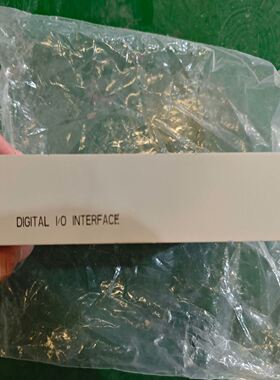 DIGITAL I/O INTERFACE